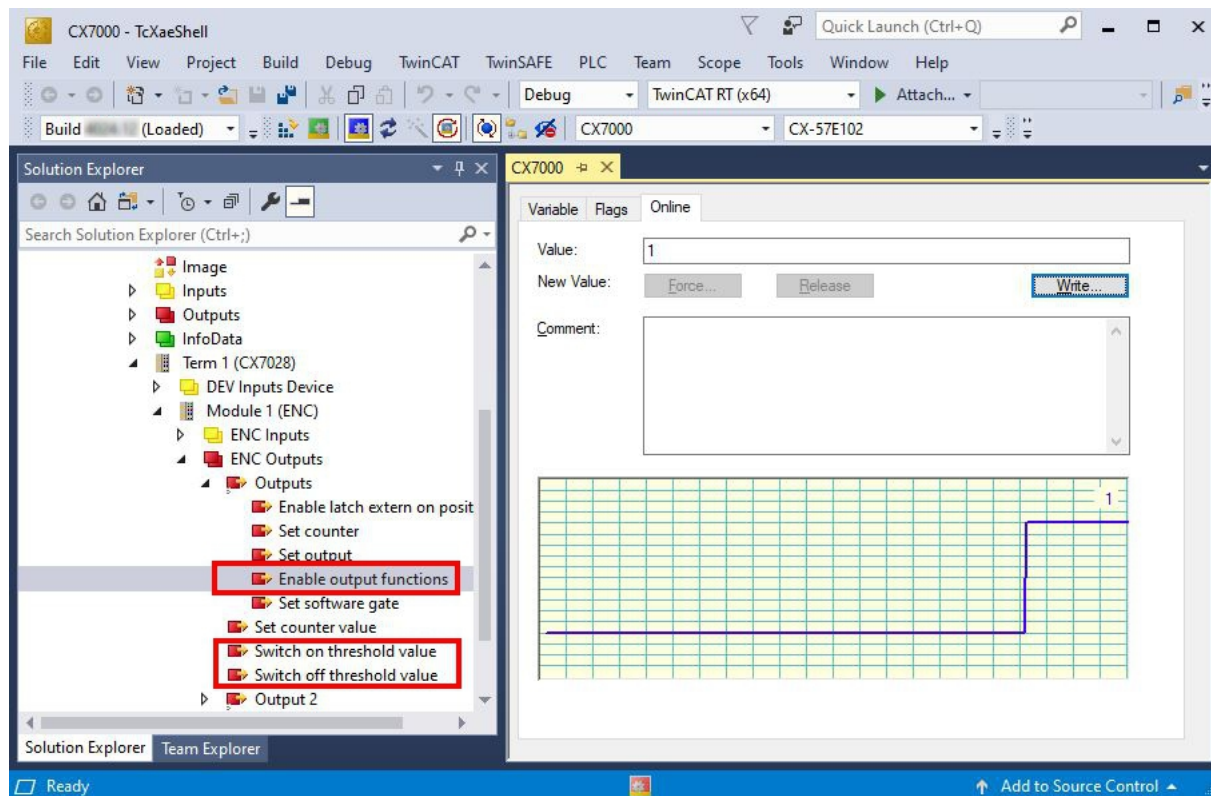 CX7000 - TcXaeShell
Quick Launch (Ctrl+Q)
File Edit View Project Build Debug TwinCAT TwinSAFE PLC Team Scope Tools Window Help
Debug TwinCAT RT (x64) Attach...
Build (Loaded) CX7000 CX-57E102
Solution Explorer
Search Solution Explorer (Ctrl+;)
Image
Inputs
Outputs
InfoData
Term 1 (CX7028)
DEV Inputs Device
Module 1 (ENC)
ENC Inputs
ENC Outputs
Outputs
Enable latch extern on posit
Set counter
Set output
Enable output functions
Set software gate
Set counter value
Switch on threshold value
Switch off threshold value
Output 2
Solution Explorer Team Explorer
CX7000
Variable Flags Online
Value: 1
New Value: Force... Release Write...
Comment:
1
Ready Add to Source Control